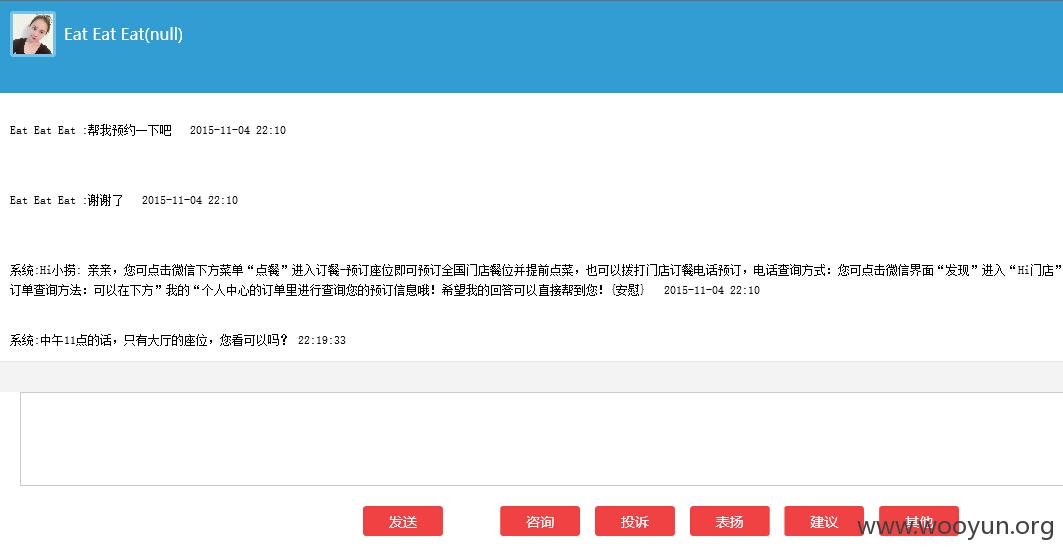 Eat Eat Eat(null)
Eat Eat Eat :帮我预约一下吧 2015-11-04 22:10
Eat Eat Eat :谢谢了 2015-11-04 22:10
系统:Hi小捞: 亲亲，您可点击微信下方菜单“点餐”进入订餐-预订座位即可预订全国门店餐位并提前点菜，也可以拨打门店订餐电话预订，电话查询方式：您可点击微信界面“发现”进入“Hi门店”
订单查询方法：可以在下方”我的“个人中心的订单里进行查询您的预订信息哦！希望我的回答可以直接帮到您！{安慰} 2015-11-04 22:10
系统:中午11点的话，只有大厅的座位，您看可以吗？ 22:19:33
发送 咨询 投诉 表扬 建议 其他
www.wooyun.org